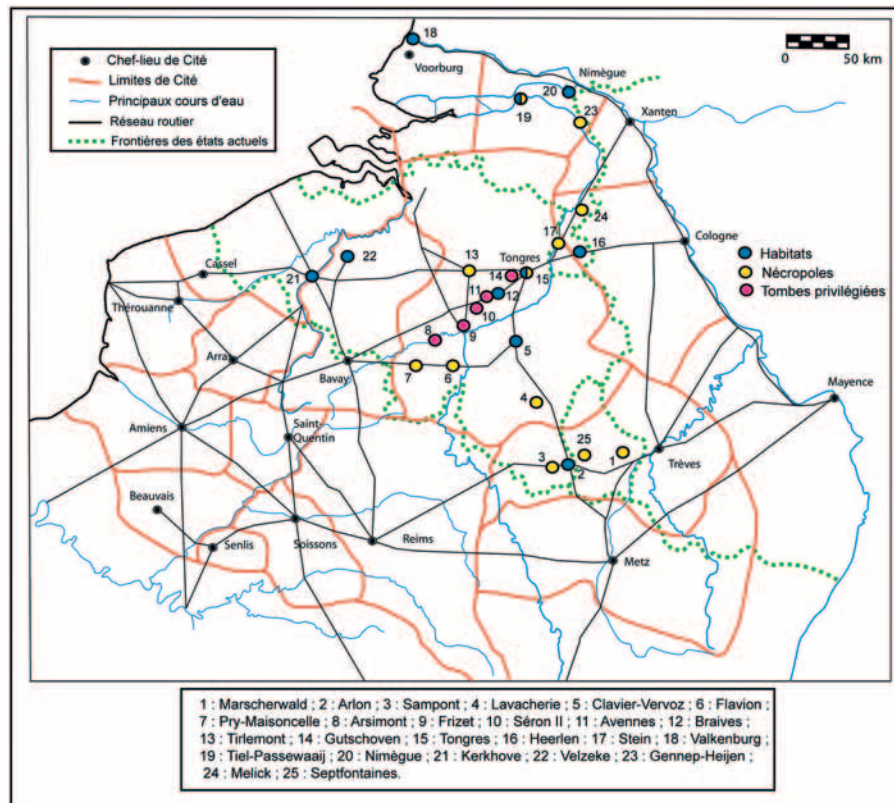 Chef-lieu de Cité
Limites de Cité
Principaux cours d'eau
Réseau routier
Frontières des états actuels
0 50 km
18
Voorburg
Nimègue
20
19
23
Xanten
24
17
Cologne
16
Habitats
Nécropoles
Tombes privilégiées
Cassel
22
21
13
Tongres
14
15
11
12
10
Thérouanne
9
8
5
Arra
Bavay
7
6
Mayence
4
Amiens
Saint-
Quentin
25
1
3
2
Trèves
Beauvais
Senlis
Soissons
Reims
Metz
1 : Marscherwald ; 2 : Arlon ; 3 : Sampont ; 4 : Lavacherie ; 5 : Clavier-Vervoz ; 6 : Flavion ;
7 : Pry-Maisoncelle ; 8 : Arsimont ; 9 : Frizet ; 10 : Séron II ; 11 : Avennes ; 12 : Braives ;
13 : Tirlemont ; 14 : Gutschoven ; 15 : Tongres ; 16 : Heerlen ; 17 : Stein ; 18 : Valkenburg ;
19 : Tiel-Passewaaij ; 20 : Nimègue ; 21 : Kerkhove ; 22 : Velzeke ; 23 : Gennep-Heijen ;
24 : Melick ; 25 : Septfontaines.